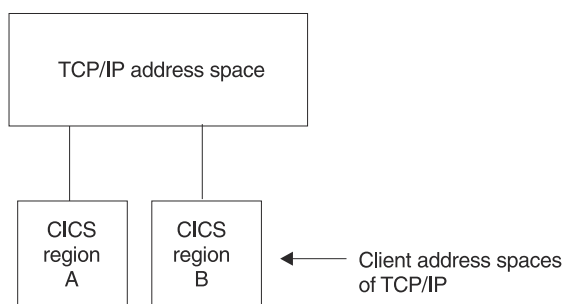 TCP/IP address space
CICS
region
A
CICS
region
B
Client address spaces
of TCP/IP